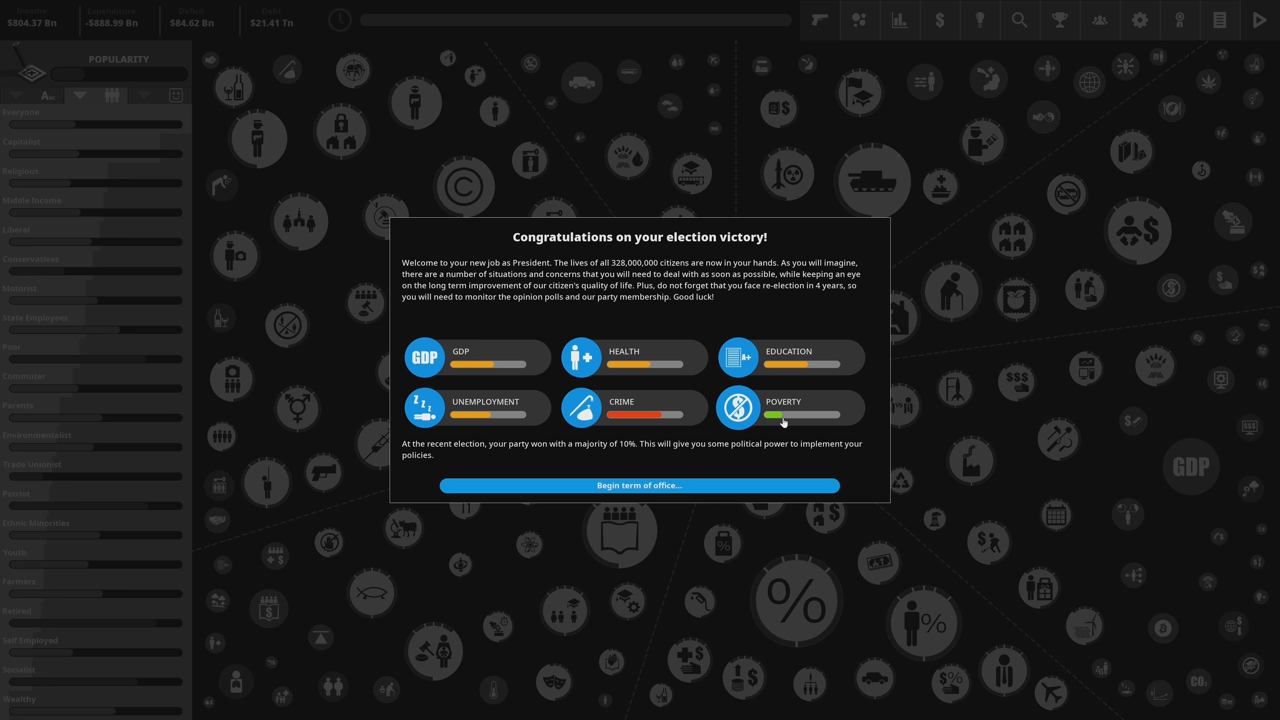 Income
Expenditure
Deficit
Debt
$804.37 Bn
-$888.99 Bn
$84.62 Bn
$21.41 Tn
POPULARITY
Everyone
Capitalist
Religious
Middle Income
Liberal
Conservatives
Motorist
State Employees
Poor
Commuter
Parents
Environmentalist
Trade Unionist
Patriot
Ethnic Minorities
Youth
Farmers
Retired
Self Employed
Socialist
Wealthy
Congratulations on your election victory!
Welcome to your new job as President. The lives of all 328,000,000 citizens are now in your hands. As you will imagine,
there are a number of situations and concerns that you will need to deal with as soon as possible, while keeping an eye
on the long term improvement of our citizen's quality of life. Plus, do not forget that you face re-election in 4 years, so
you will need to monitor the opinion polls and our party membership. Good luck!
GDP GDP
HEALTH
A+ EDUCATION
UNEMPLOYMENT
CRIME
POVERTY
At the recent election, your party won with a majority of 10%. This will give you some political power to implement your
policies.
Begin term of office...
GDP
CO₂